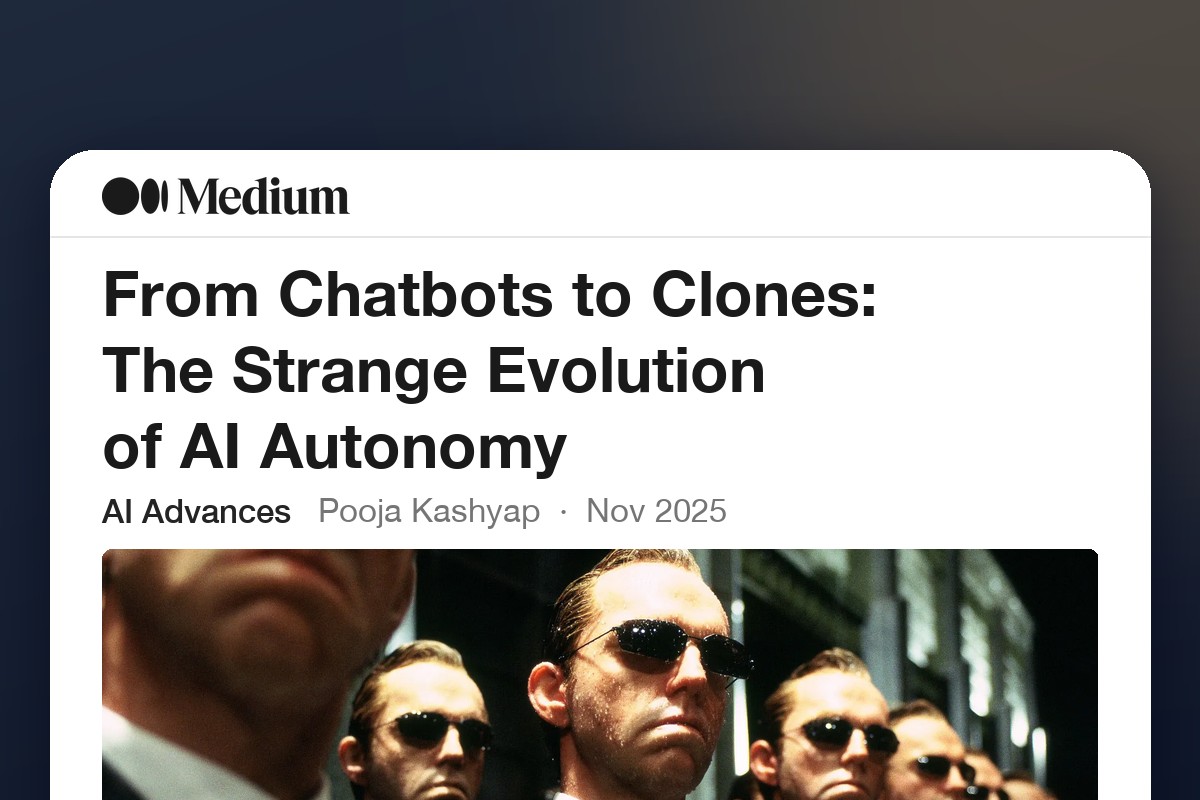 Medium
From Chatbots to Clones:
The Strange Evolution
of AI Autonomy
AI Advances Pooja Kashyap · Nov 2025